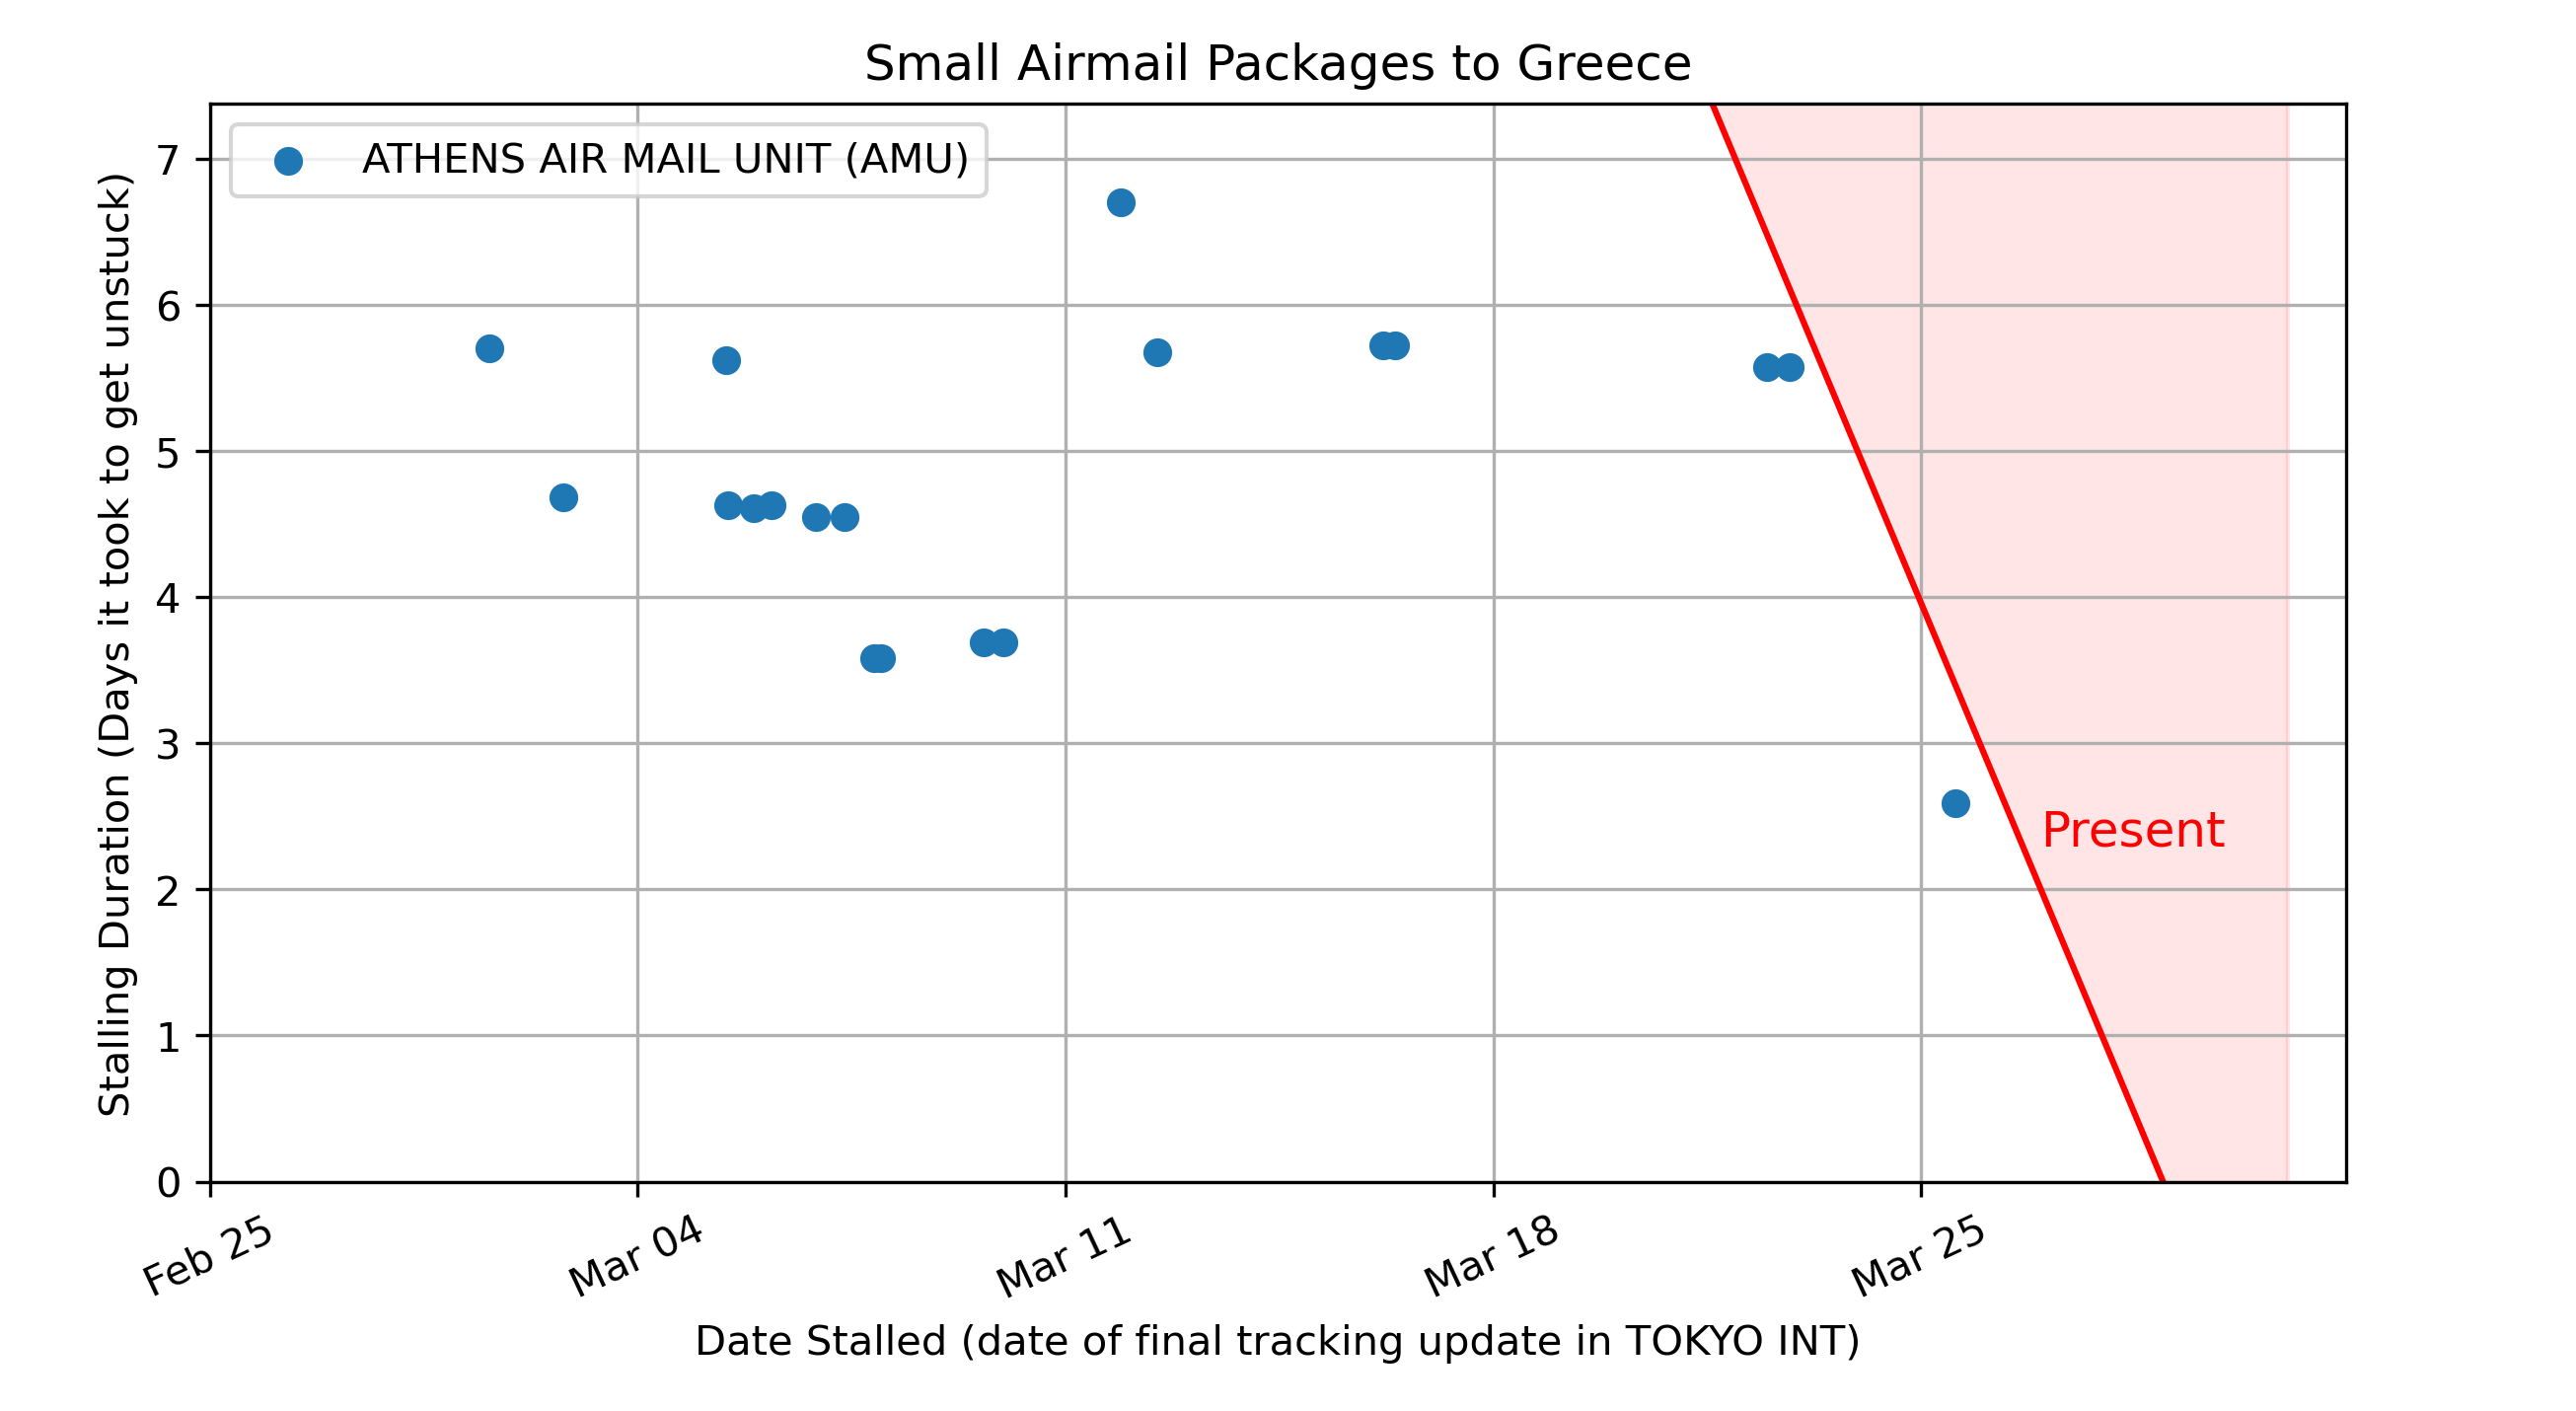 Small Airmail Packages to Greece
ATHENS AIR MAIL UNIT (AMU)
Stalling Duration (Days it took to get unstuck)
7
6
5
4
3
2
1
0
Present
Feb 25
Mar 04
Mar 11
Mar 18
Mar 25
Date Stalled (date of final tracking update in TOKYO INT)